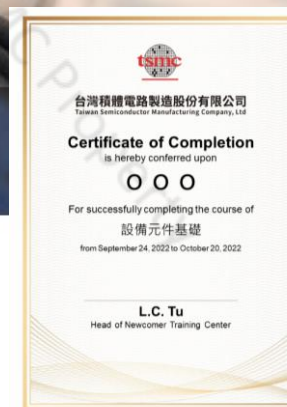 tsmc
台灣積體電路製造股份有限公司
Taiwan Semiconductor Manufacturing Company, Ltd
Certificate of Completion
is hereby conferred upon
O O O
For successfully completing the course of
設備元件基礎
from September 24, 2022 to October 20, 2022
L.C. Tu
Head of Newcomer Training Center